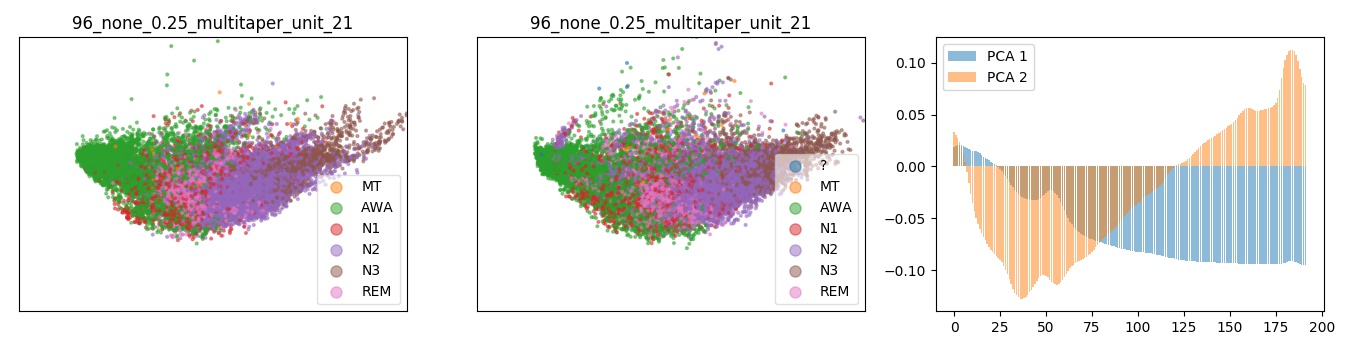 96_none_0.25_multitaper_unit_21
MT
AWA
N1
N2
N3
REM
96_none_0.25_multitaper_unit_21
?
MT
AWA
N1
N2
N3
REM
PCA 1
PCA 2
0.10
0.05
0.00
−0.05
−0.10
0 25 50 75 100 125 150 175 200